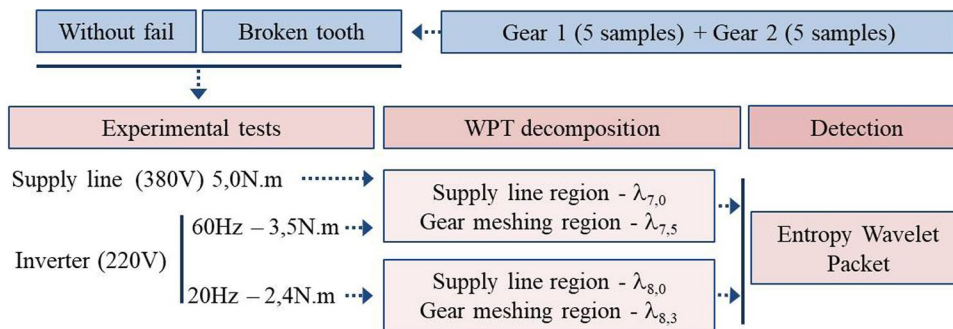 Without fail
Broken tooth
Gear 1 (5 samples) + Gear 2 (5 samples)
Experimental tests
WPT decomposition
Detection
Supply line (380V) 5,0N.m
Supply line region - λ7,0
Gear meshing region - λ7,5
Inverter (220V)
60Hz – 3,5N.m
20Hz – 2,4N.m
Supply line region - λ8,0
Gear meshing region - λ8,3
Entropy Wavelet
Packet